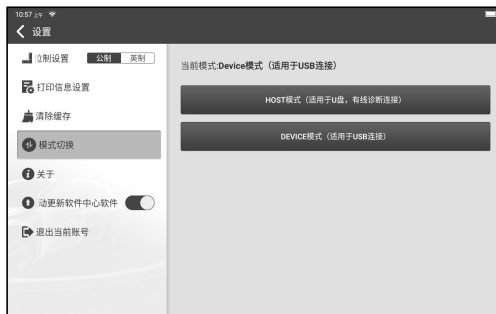 10:57 上午
设置
位制设置 公制 英制
打印信息设置
清除缓存
模式切换
关于
动更新软件中心软件
退出当前账号
当前模式:Device模式（适用于USB连接）
HOST模式（适用于U盘，有线诊断连接）
DEVICE模式（适用于USB连接）